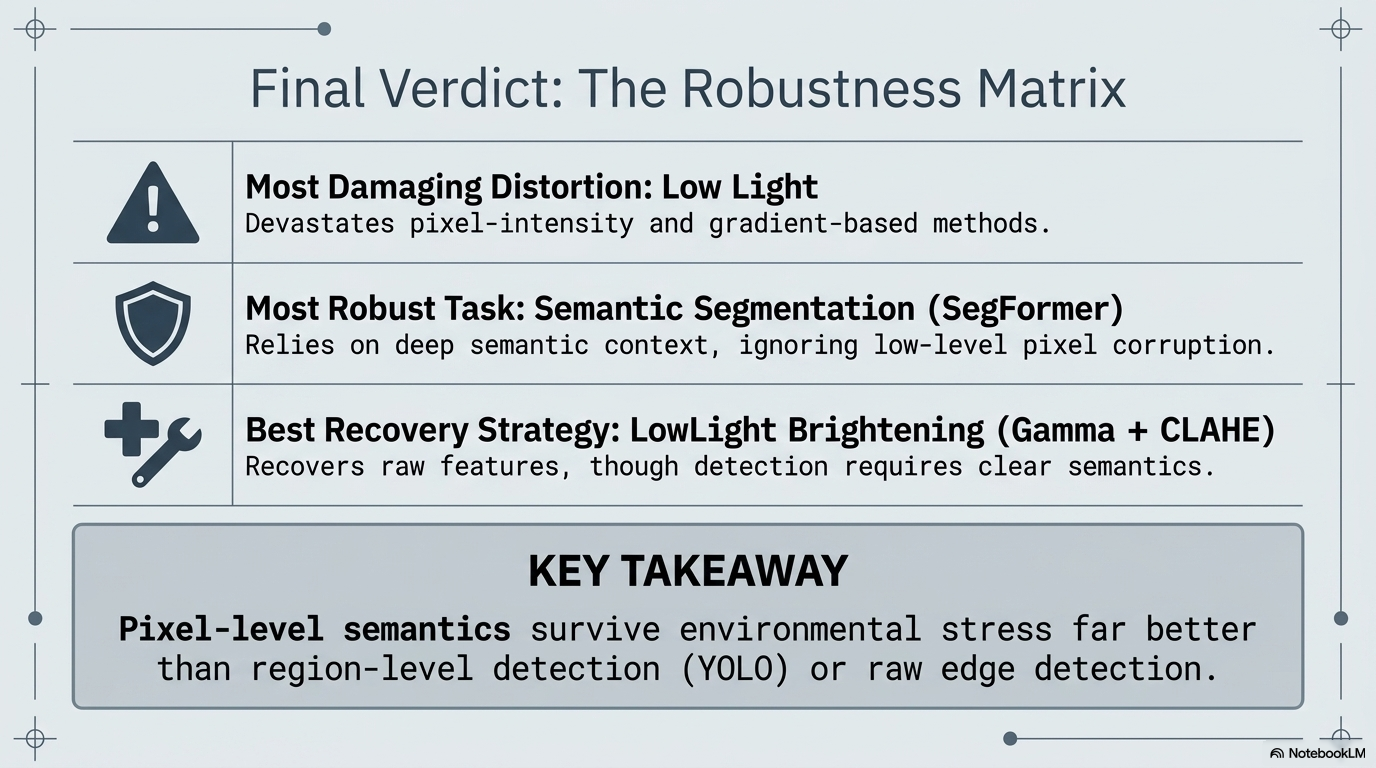 Final Verdict: The Robustness Matrix
Most Damaging Distortion: Low Light
Devastates pixel-intensity and gradient-based methods.
Most Robust Task: Semantic Segmentation (SegFormer)
Relies on deep semantic context, ignoring low-level pixel corruption.
Best Recovery Strategy: LowLight Brightening (Gamma + CLAHE)
Recovers raw features, though detection requires clear semantics.
KEY TAKEAWAY
Pixel-level semantics survive environmental stress far better
than region-level detection (YOLO) or raw edge detection.
NotebookLM